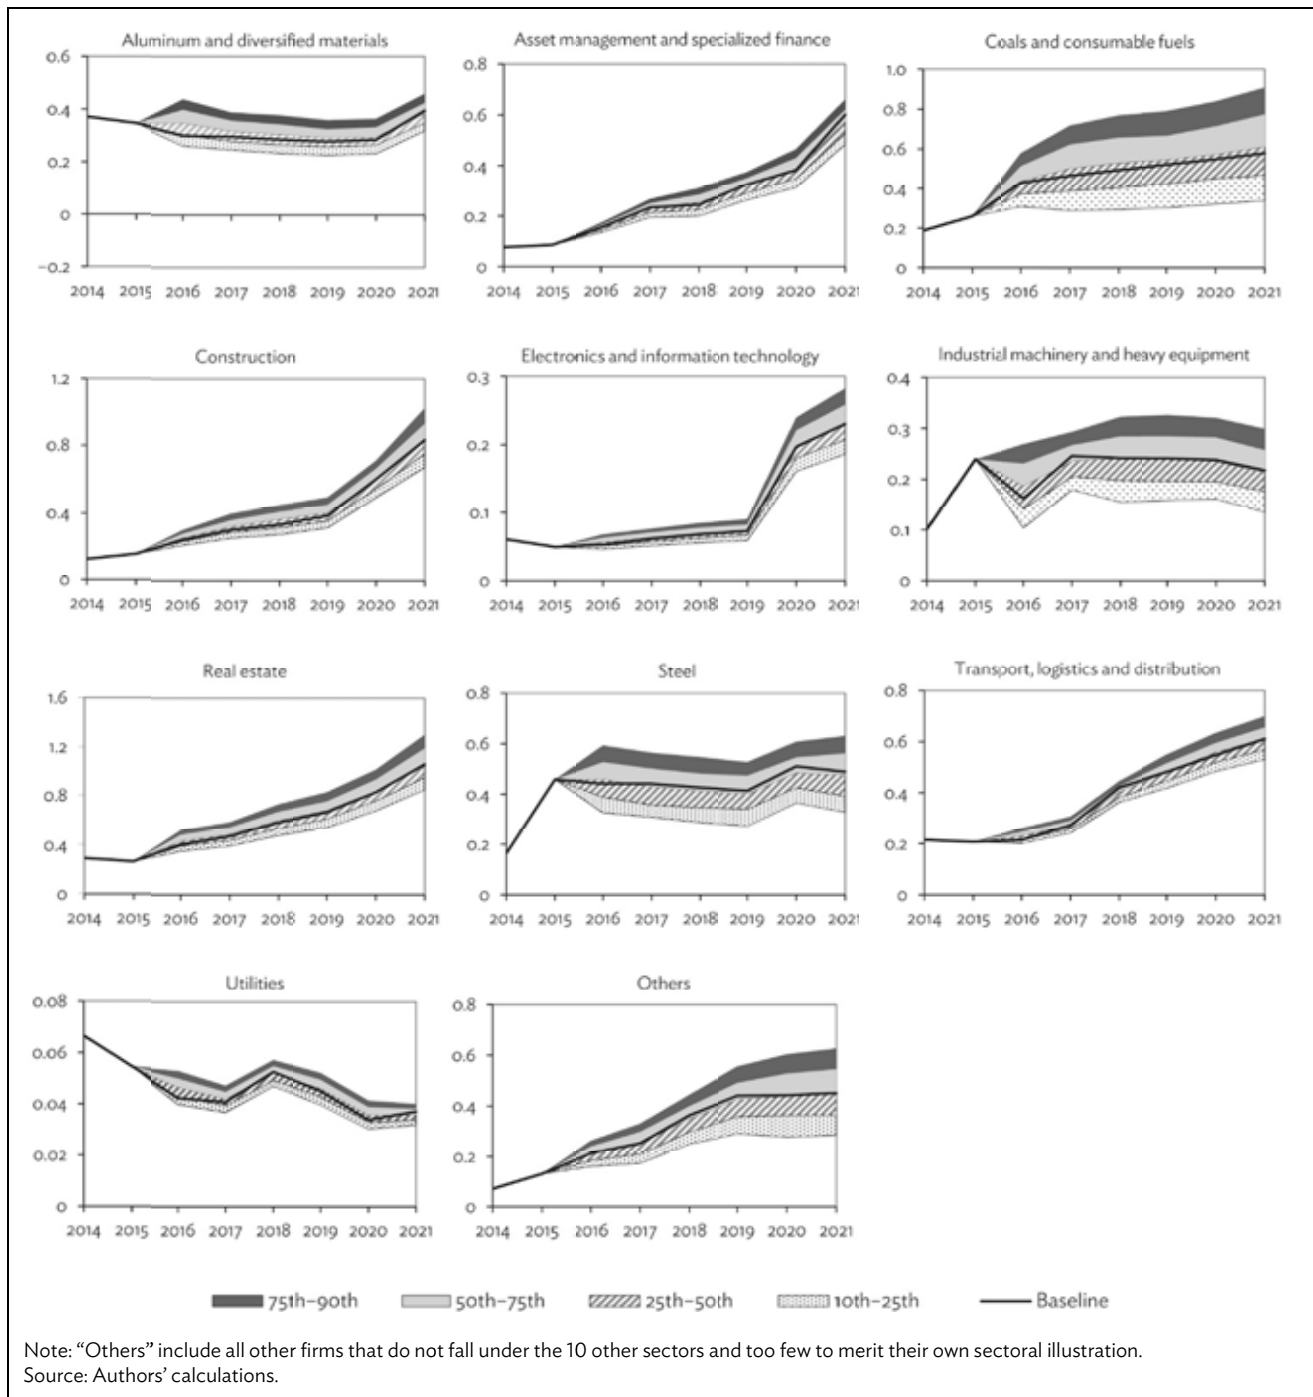 Aluminum and diversified materials
0.6
0.4
0.2
0
−0.2
2014 2015 2016 2017 2018 2019 2020 2021
Asset management and specialized finance
0.8
0.6
0.4
0.2
0
2014 2015 2016 2017 2018 2019 2020 2021
Coals and consumable fuels
1.0
0.8
0.6
0.4
0.2
0
2014 2015 2016 2017 2018 2019 2020 2021
Construction
1.2
0.8
0.4
0
2014 2015 2016 2017 2018 2019 2020 2021
Electronics and information technology
0.3
0.2
0.1
0
2014 2015 2016 2017 2018 2019 2020 2021
Industrial machinery and heavy equipment
0.4
0.3
0.2
0.1
0
2014 2015 2016 2017 2018 2019 2020 2021
Real estate
1.6
1.2
0.8
0.4
0
2014 2015 2016 2017 2018 2019 2020 2021
Steel
0.8
0.6
0.4
0.2
0
2014 2015 2016 2017 2018 2019 2020 2021
Transport, logistics and distribution
0.8
0.6
0.4
0.2
0
2014 2015 2016 2017 2018 2019 2020 2021
Utilities
0.08
0.06
0.04
0.02
0
2014 2015 2016 2017 2018 2019 2020 2021
Others
0.8
0.6
0.4
0.2
0
2014 2015 2016 2017 2018 2019 2020 2021
75th–90th 50th–75th 25th–50th 10th–25th Baseline
Note: “Others” include all other firms that do not fall under the 10 other sectors and too few to merit their own sectoral illustration.
Source: Authors’ calculations.